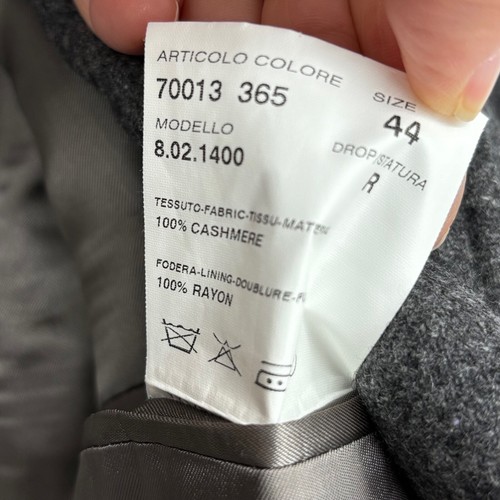 ARTICOLO COLORE
70013 365
SIZE
44
MODELLO
8.02.1400
DROP/STATURA
R
TESSUTO-FABRIC-TISSU-MATE
100% CASHMERE
FODERA-LINING-DOUBLURE-F
100% RAYON